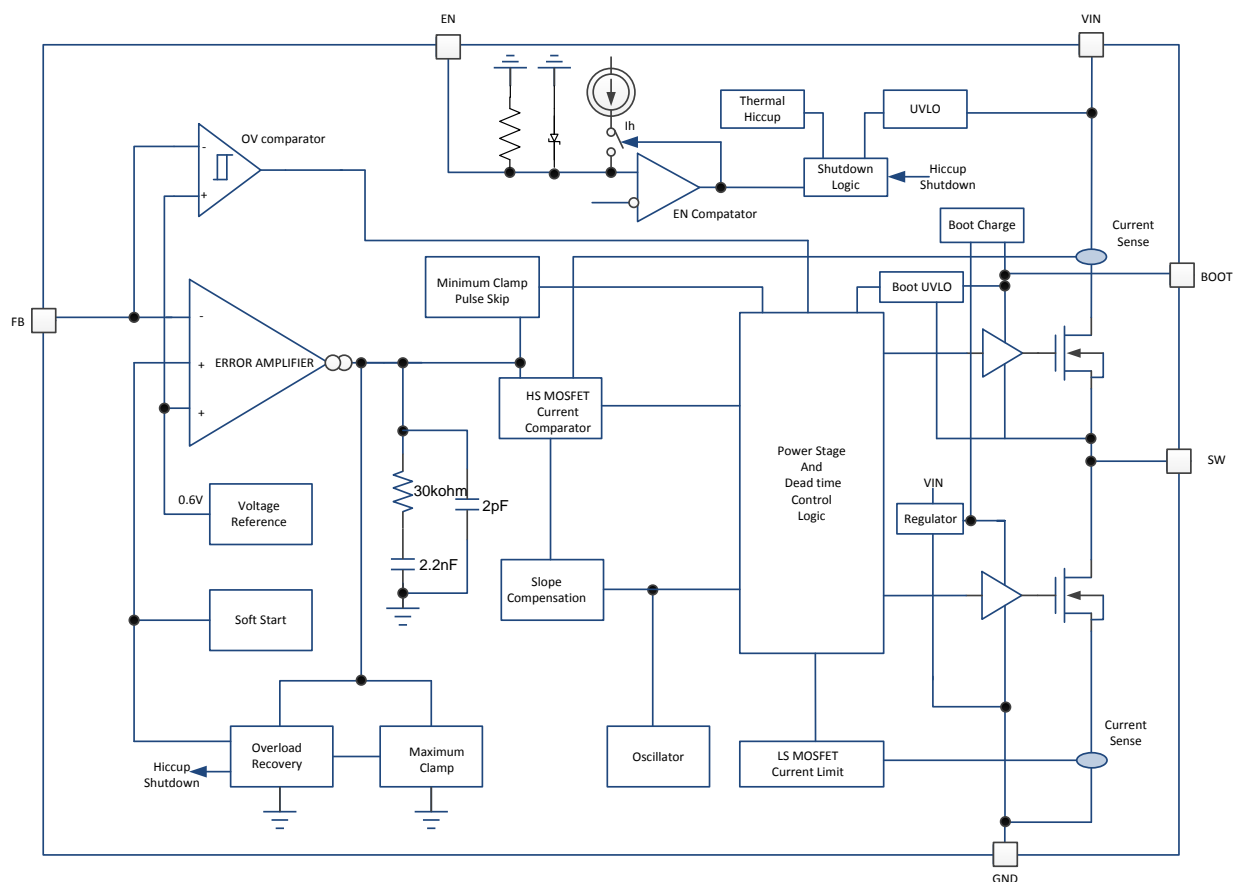 EN
VIN
Thermal
Hiccup
UVLO
OV comparator
Ih
-
+
Shutdown
Logic
Hiccup
Shutdown
EN Compatator
Boot Charge
Current
Sense
BOOT
Minimum Clamp
Pulse Skip
Boot UVLO
FB
-
ERROR AMPLIFIER
+
+
HS MOSFET
Current
Comparator
Power Stage
And
Dead time
Control
Logic
SW
0.6V
Voltage
Reference
30kohm
2pF
2.2nF
VIN
Regulator
Slope
Compensation
Soft Start
Overload
Recovery
Maximum
Clamp
Hiccup
Shutdown
Oscillator
LS MOSFET
Current Limit
Current
Sense
GND